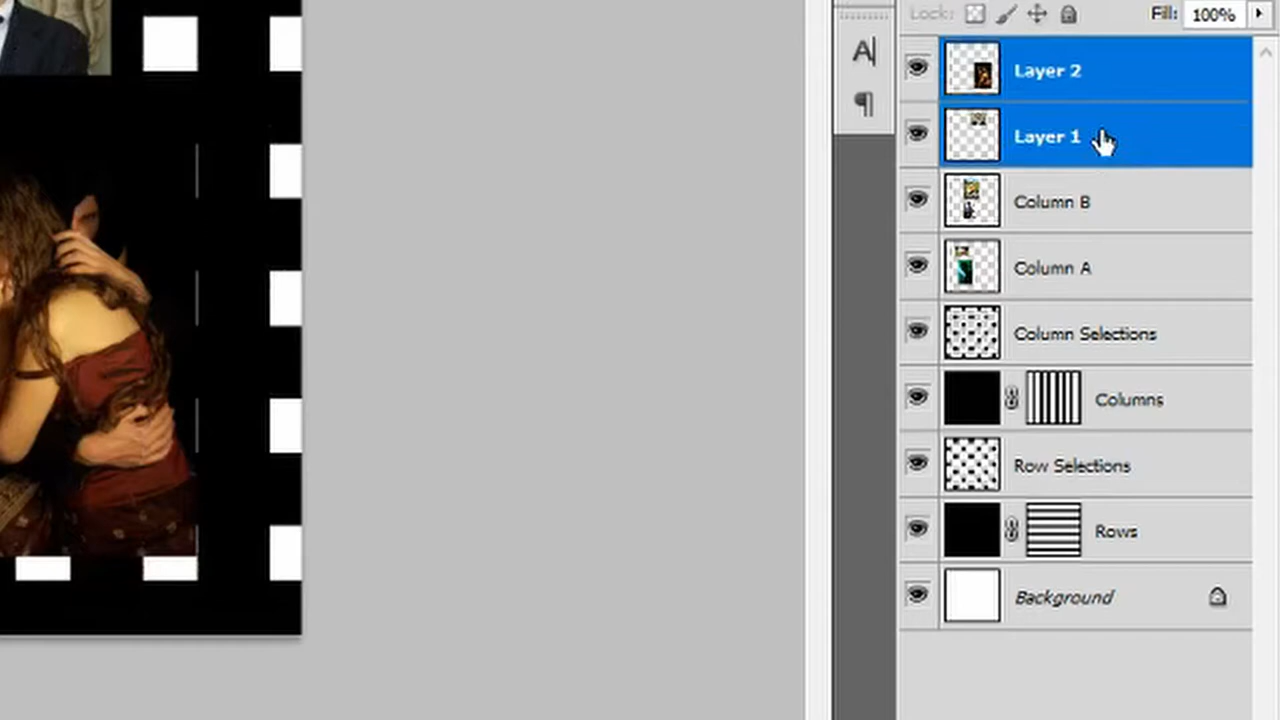 Lock:
Fill: 100%
A
¶
Layer 2
Layer 1
Column B
Column A
Column Selections
Columns
Row Selections
Rows
Background